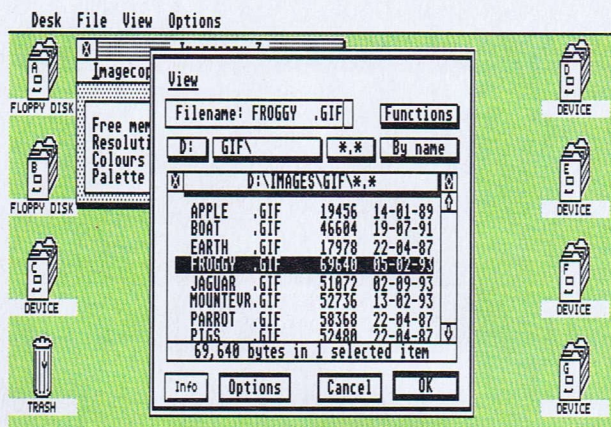 Desk File View Options
A
FLOPPY DISK
B
FLOPPY DISK
C
DEVICE
TRASH
Imagecopy 2
Imagecop
Free mem
Resoluti
Colours
Palette
View
Filename: FROGGY .GIF
Functions
D: GIF\ *.* By name
D:\IMAGES\GIF\*.*
APPLE .GIF 19456 14-01-89
BOAT .GIF 46604 19-07-91
EARTH .GIF 17978 22-04-87
FROGGY .GIF 69640 05-02-93
JAGUAR .GIF 51072 02-09-93
MOUNTEVR.GIF 52736 13-02-93
PARROT .GIF 58368 22-04-87
PIGS .GIF 52480 22-04-87
69,640 bytes in 1 selected item
Info Options Cancel OK
D
DEVICE
E
DEVICE
F
DEVICE
G
DEVICE